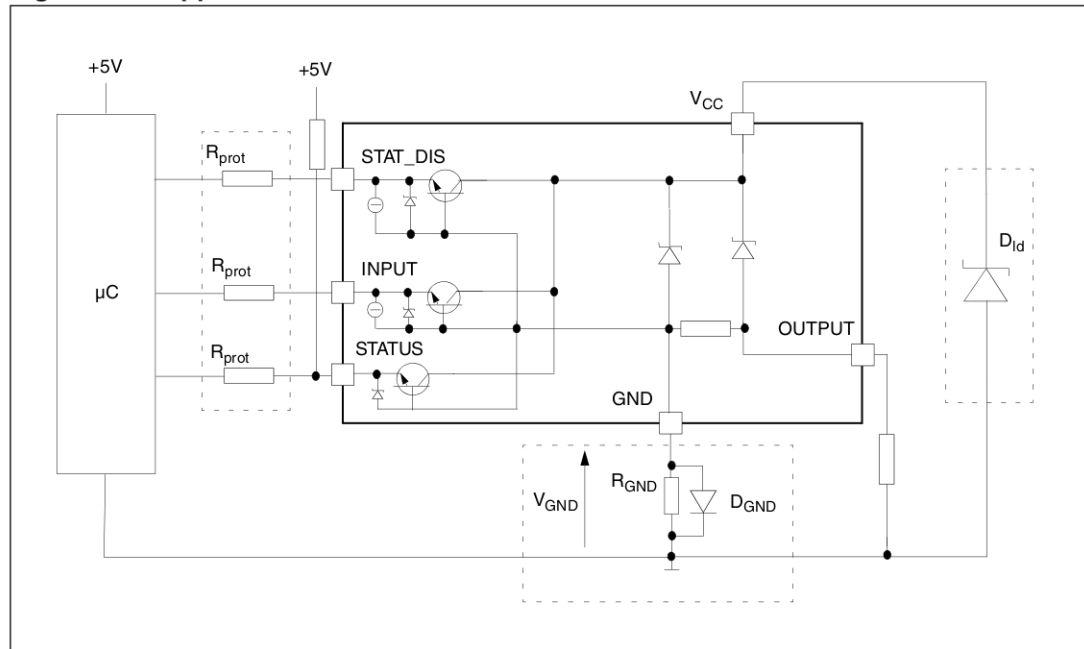 +5V
+5V
V_CC
R_prot
STAT_DIS
D_ld
R_prot
INPUT
µC
OUTPUT
R_prot
STATUS
GND
R_GND
V_GND
D_GND